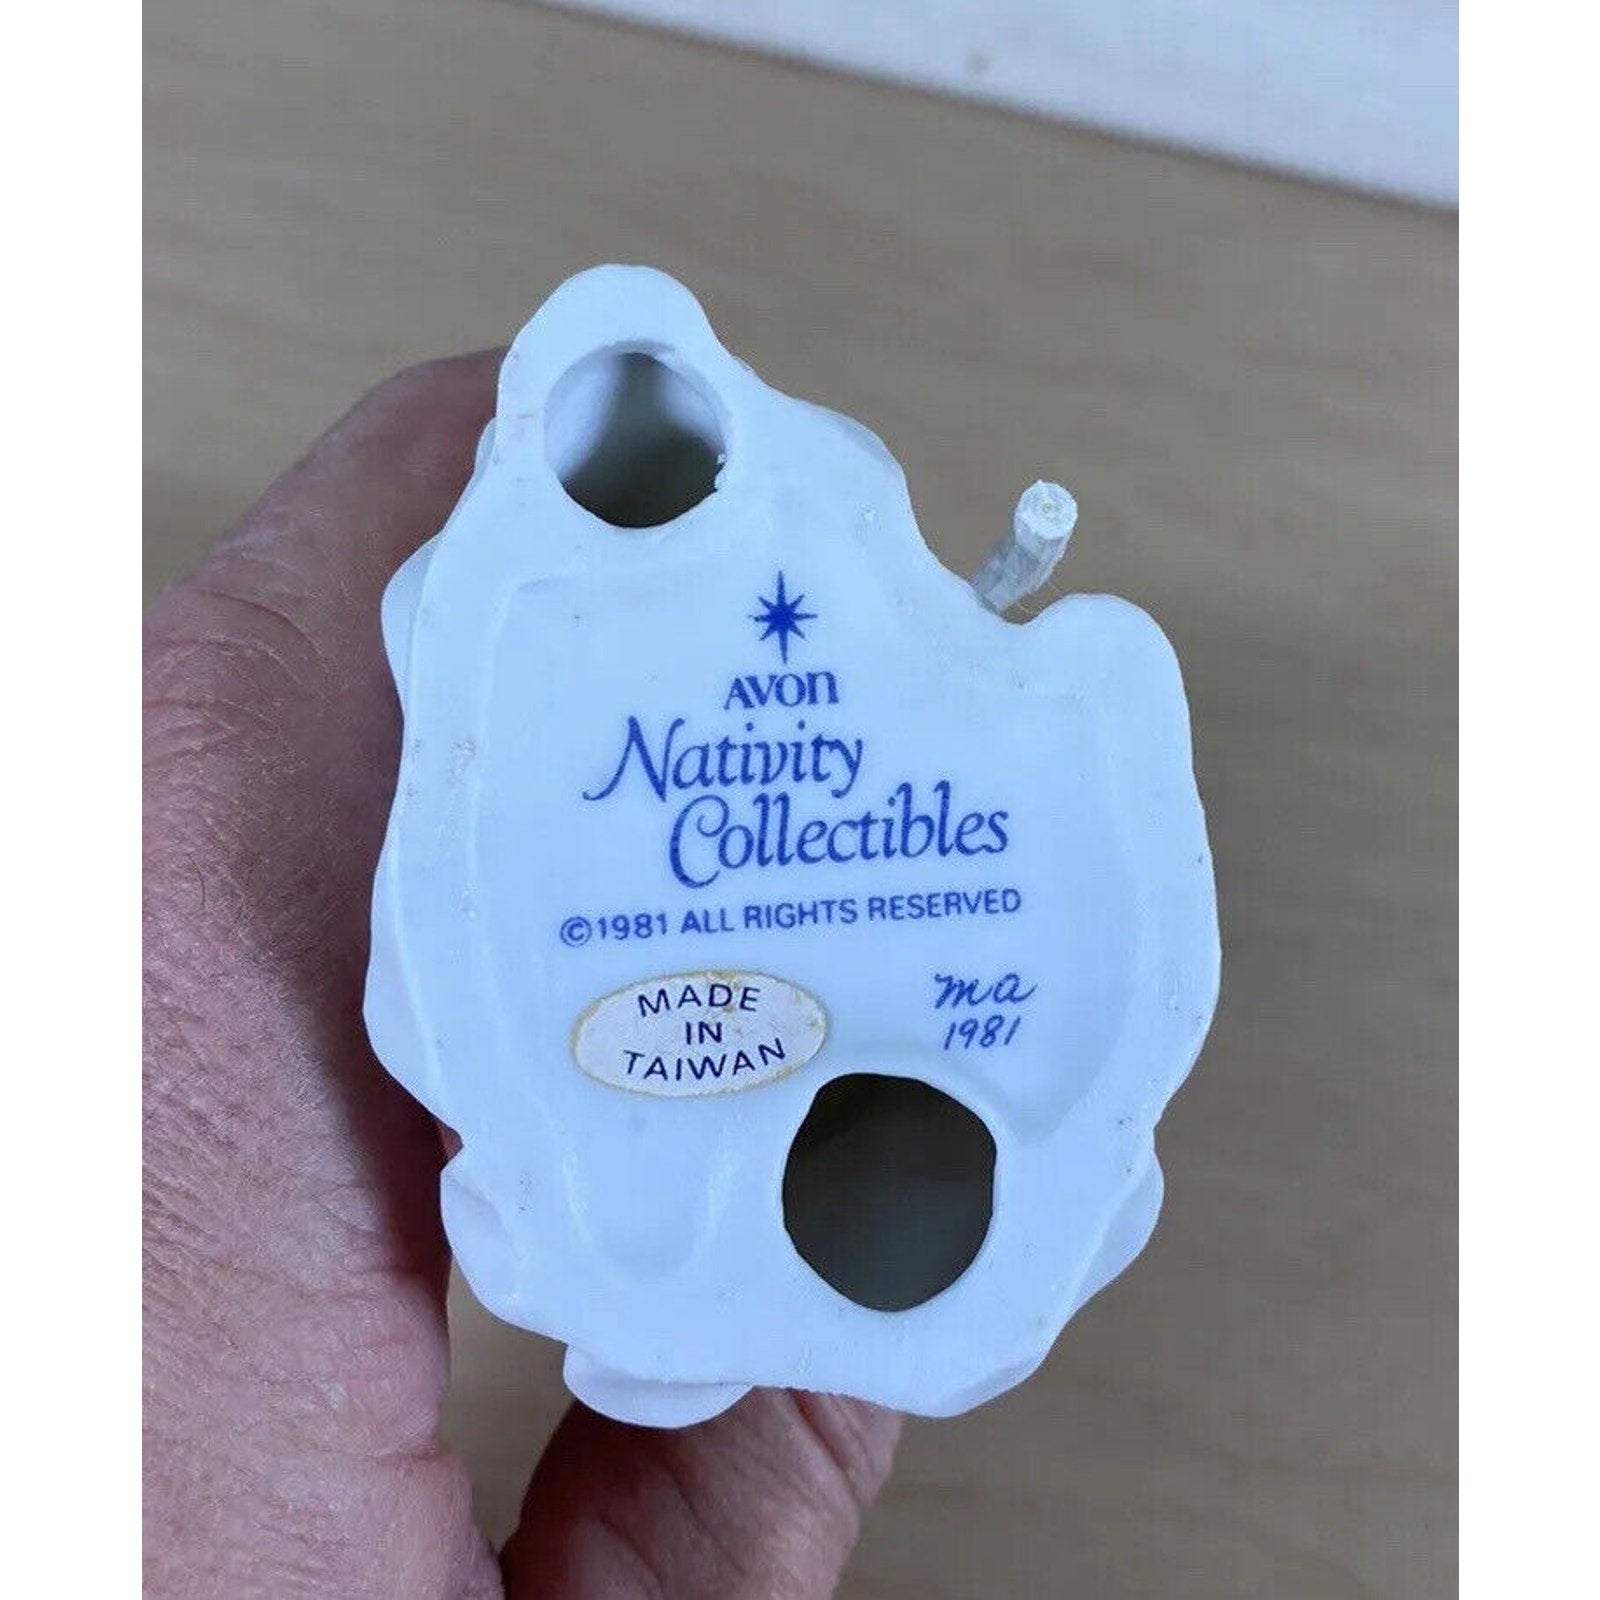 AVON
Nativity
Collectibles
©1981 ALL RIGHTS RESERVED
MADE
IN
TAIWAN
ma
1981